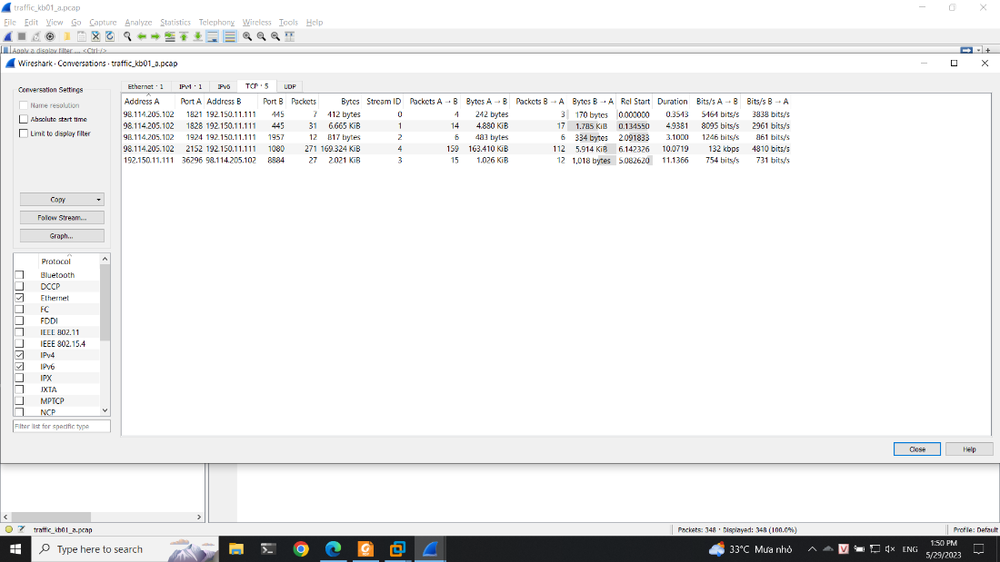 traffic_kb01_a.pcap
File Edit View Go Capture Analyze Statistics Telephony Wireless Tools Help
Apply a display filter ... <Ctrl-/>
Wireshark · Conversations · traffic_kb01_a.pcap
Conversation Settings
Name resolution
Absolute start time
Limit to display filter
Copy
Follow Stream...
Graph...
Protocol
Bluetooth
DCCP
Ethernet
FC
FDDI
IEEE 802.11
IEEE 802.15.4
IPv4
IPv6
IPX
JXTA
MPTCP
NCP
Filter list for specific type
Ethernet · 1 IPv4 · 1 IPv6 TCP · 5 UDP
Address A Port A Address B Port B Packets Bytes Stream ID Packets A → B Bytes A → B Packets B → A Bytes B → A Rel Start Duration Bits/s A → B Bits/s B → A
98.114.205.102 1821 192.150.11.111 445 7 412 bytes 0 4 242 bytes 3 170 bytes 0.000000 0.3543 5464 bits/s 3838 bits/s
98.114.205.102 1828 192.150.11.111 445 31 6.665 KiB 1 14 4.880 KiB 17 1.785 KiB 0.134550 4.9381 8095 bits/s 2961 bits/s
98.114.205.102 1924 192.150.11.111 1957 12 817 bytes 2 6 483 bytes 6 334 bytes 2.091833 3.1000 1246 bits/s 861 bits/s
98.114.205.102 2152 192.150.11.111 1080 271 169.324 KiB 4 159 163.410 KiB 112 5.914 KiB 6.142326 10.0719 132 kbps 4810 bits/s
192.150.11.111 36296 98.114.205.102 8884 27 2.021 KiB 3 15 1.026 KiB 12 1,018 bytes 5.082620 11.1366 754 bits/s 731 bits/s
Close Help
traffic_kb01_a.pcap
Packets: 348 · Displayed: 348 (100.0%)
Profile: Default
Type here to search
33°C Mưa nhỏ
ENG
1:50 PM
5/29/2023